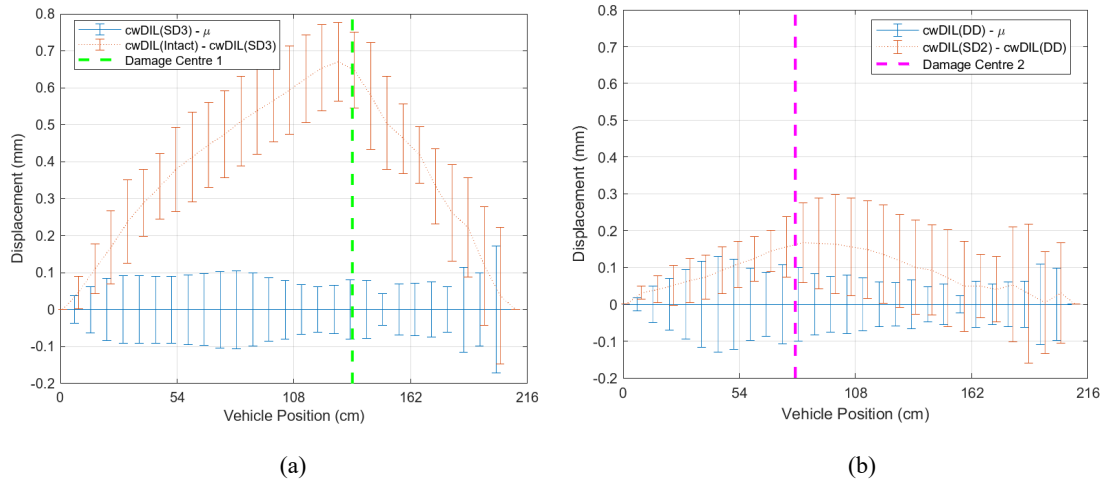 0.8
0.7
0.6
0.5
0.4
0.3
0.2
0.1
0
-0.1
-0.2
Displacement (mm)
cwDIL(SD3) - μ
cwDIL(Intact) - cwDIL(SD3)
Damage Centre 1
0 54 108 162 216
Vehicle Position (cm)
(a)
0.8
0.7
0.6
0.5
0.4
0.3
0.2
0.1
0
-0.1
-0.2
Displacement (mm)
cwDIL(DD) - μ
cwDIL(SD2) - cwDIL(DD)
Damage Centre 2
0 54 108 162 216
Vehicle Position (cm)
(b)